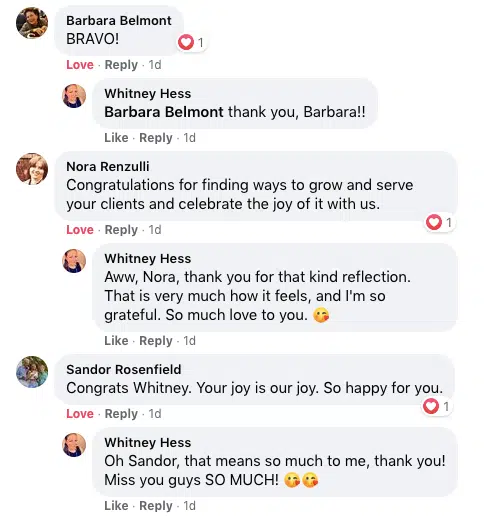 Barbara Belmont
BRAVO!
1
Love · Reply · 1d
Whitney Hess
Barbara Belmont thank you, Barbara!!
Like · Reply · 1d
Nora Renzulli
Congratulations for finding ways to grow and serve
your clients and celebrate the joy of it with us.
1
Love · Reply · 1d
Whitney Hess
Aww, Nora, thank you for that kind reflection.
That is very much how it feels, and I'm so
grateful. So much love to you. 😘
Like · Reply · 1d
Sandor Rosenfield
Congrats Whitney. Your joy is our joy. So happy for you.
1
Love · Reply · 1d
Whitney Hess
Oh Sandor, that means so much to me, thank you!
Miss you guys SO MUCH! 😘😘
Like · Reply · 1d